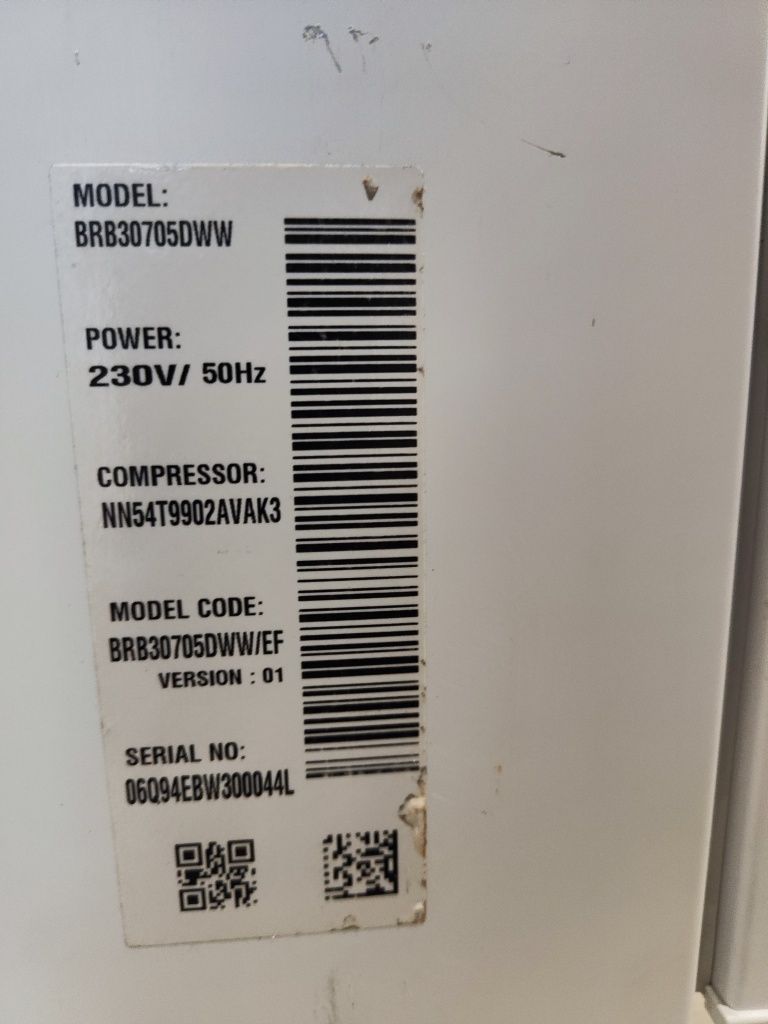 MODEL:
BRB30705DWW
POWER:
230V/ 50Hz
COMPRESSOR:
NN54T9902AVAK3
MODEL CODE:
BRB30705DWW/EF
VERSION : 01
SERIAL NO:
06Q94EBW300044L